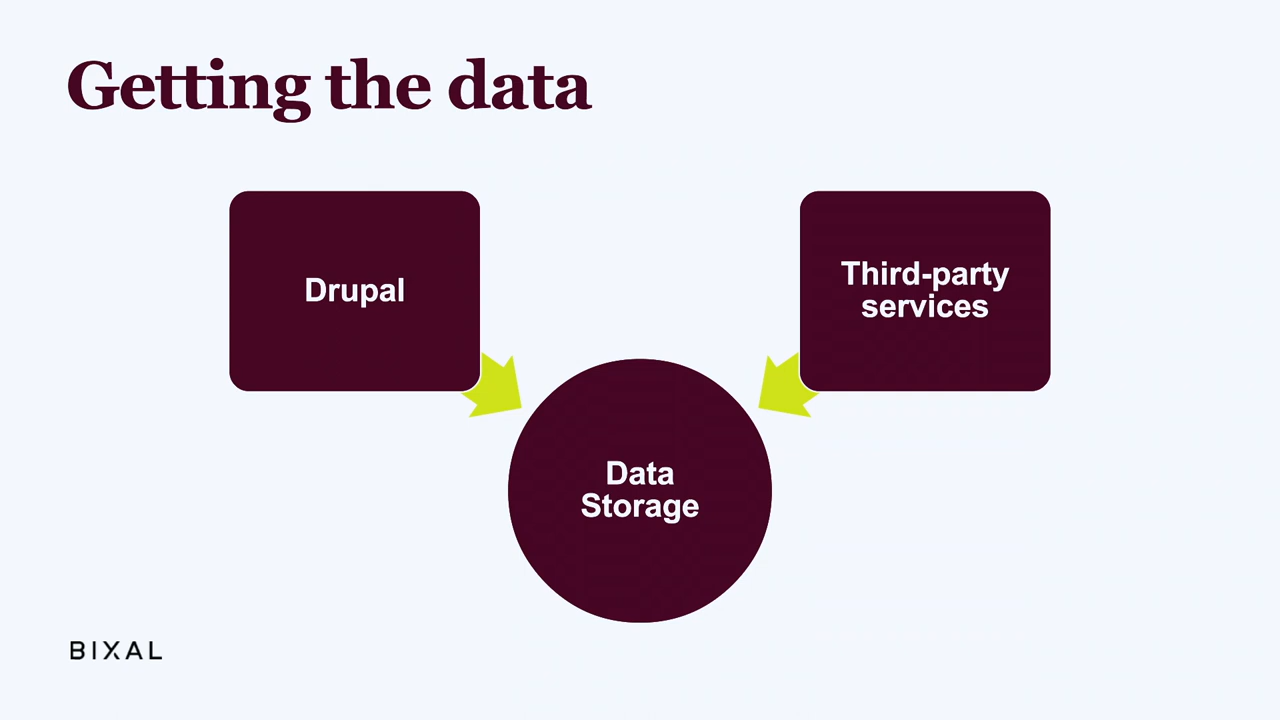 Getting the data
Drupal
Third-party
services
Data
Storage
BIXAL